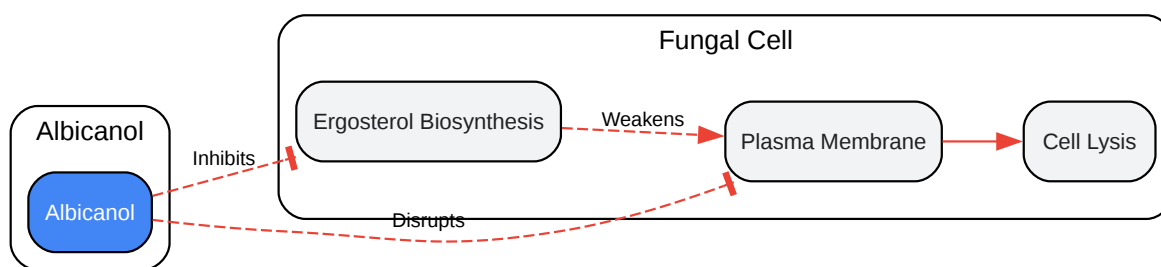 Fungal Cell
Ergosterol Biosynthesis
Weakens
Plasma Membrane
Cell Lysis
Albicanol
Inhibits
Albicanol
Disrupts